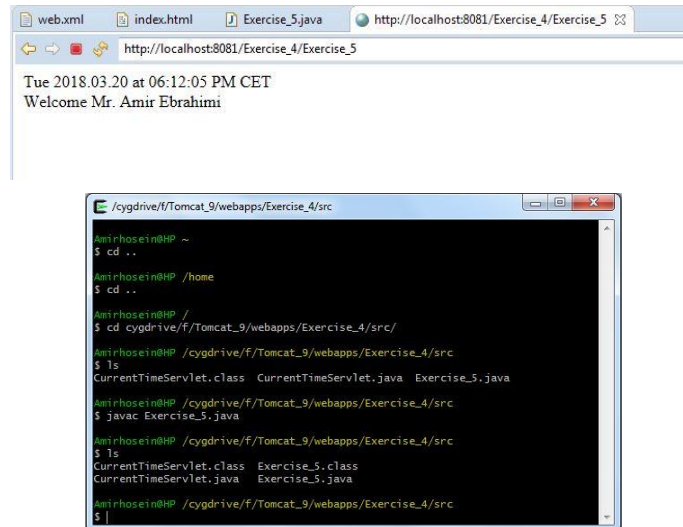 web.xml index.html Exercise_5.java http://localhost:8081/Exercise_4/Exercise_5
http://localhost:8081/Exercise_4/Exercise_5
Tue 2018.03.20 at 06:12:05 PM CET
Welcome Mr. Amir Ebrahimi
/cygdrive/f/Tomcat_9/webapps/Exercise_4/src
Amirhosein@HP ~
$ cd ..
Amirhosein@HP /home
$ cd ..
Amirhosein@HP /
$ cd cygdrive/f/Tomcat_9/webapps/Exercise_4/src/
Amirhosein@HP /cygdrive/f/Tomcat_9/webapps/Exercise_4/src
$ ls
CurrentTimeServlet.class CurrentTimeServlet.java Exercise_5.java
Amirhosein@HP /cygdrive/f/Tomcat_9/webapps/Exercise_4/src
$ javac Exercise_5.java
Amirhosein@HP /cygdrive/f/Tomcat_9/webapps/Exercise_4/src
$ ls
CurrentTimeServlet.class Exercise_5.class
CurrentTimeServlet.java Exercise_5.java
Amirhosein@HP /cygdrive/f/Tomcat_9/webapps/Exercise_4/src
$